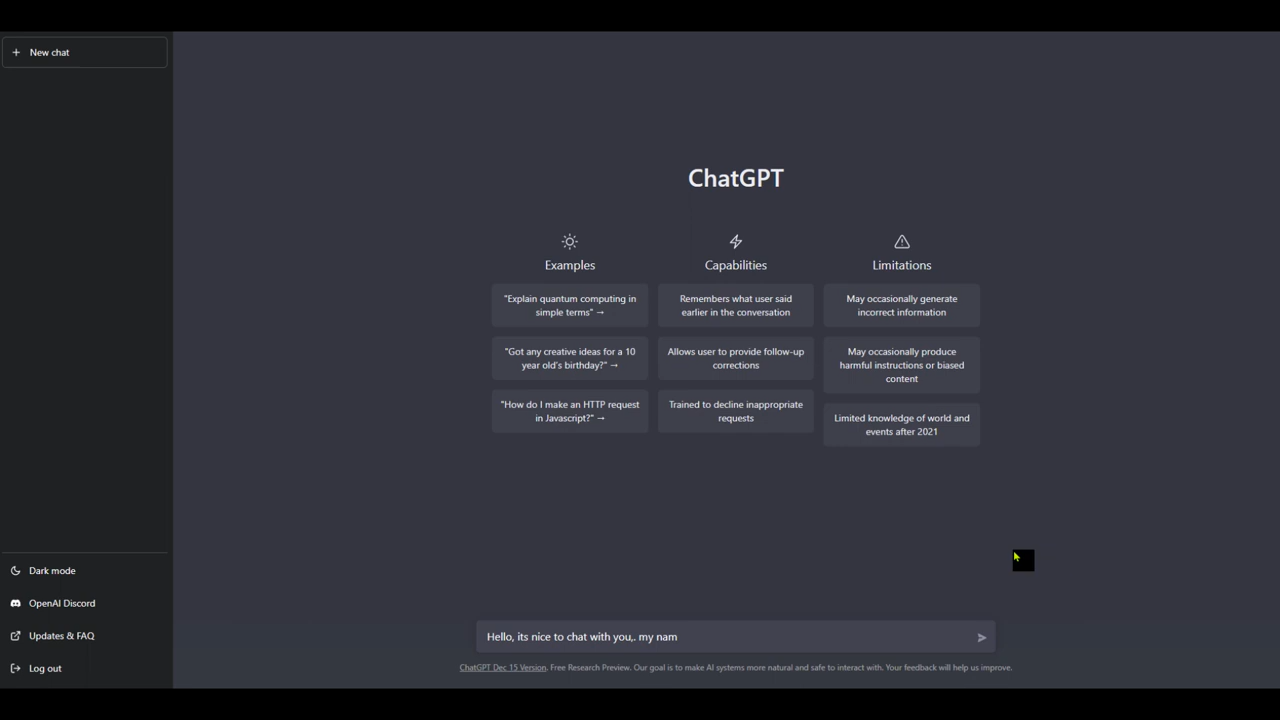 New chat
ChatGPT
Examples
"Explain quantum computing in
simple terms" →
"Got any creative ideas for a 10
year old's birthday?" →
"How do I make an HTTP request
in Javascript?" →
Capabilities
Remembers what user said
earlier in the conversation
Allows user to provide follow-up
corrections
Trained to decline inappropriate
requests
Limitations
May occasionally generate
incorrect information
May occasionally produce
harmful instructions or biased
content
Limited knowledge of world and
events after 2021
Dark mode
OpenAI Discord
Updates & FAQ
Log out
Hello, its nice to chat with you,. my nam
ChatGPT Dec 15 Version. Free Research Preview. Our goal is to make AI systems more natural and safe to interact with. Your feedback will help us improve.